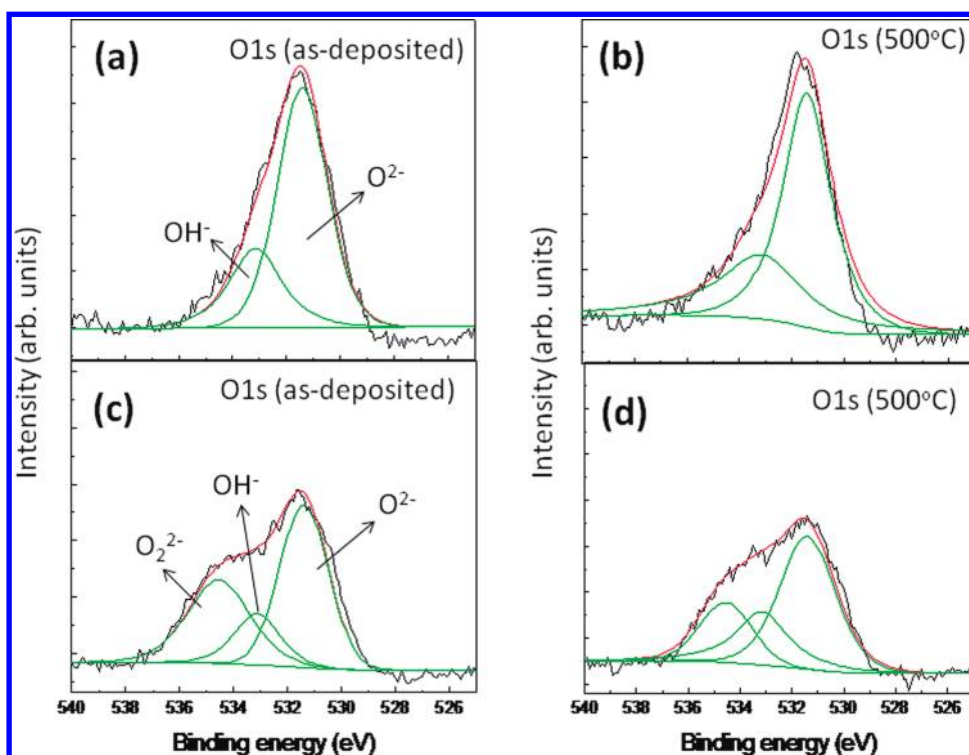 (a) O1s (as-deposited)
OH⁻
O²⁻
(b) O1s (500°C)
Intensity (arb. units)
Intensity (arb. units)
(c) O1s (as-deposited)
O₂²⁻
OH⁻
O²⁻
(d) O1s (500°C)
540 538 536 534 532 530 528 526
Binding energy (eV)
540 538 536 534 532 530 528 526
Binding energy (eV)